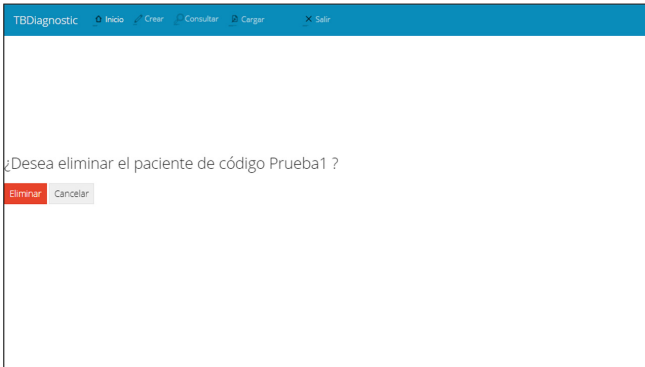 TBDiagnostic Inicio Crear Consultar Cargar Salir
¿Desea eliminar el paciente de código Prueba1 ?
Eliminar Cancelar